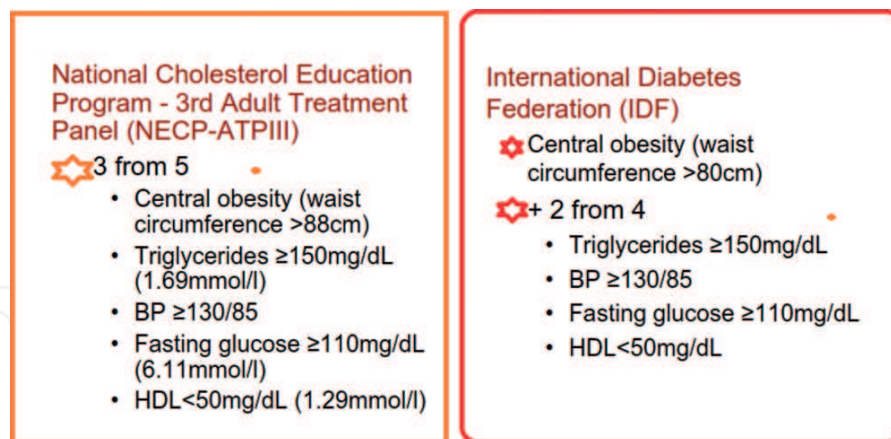 National Cholesterol Education
Program - 3rd Adult Treatment
Panel (NECP-ATPIII)
3 from 5
• Central obesity (waist
circumference >88cm)
• Triglycerides ≥150mg/dL
(1.69mmol/l)
• BP ≥130/85
• Fasting glucose ≥110mg/dL
(6.11mmol/l)
• HDL<50mg/dL (1.29mmol/l)
International Diabetes
Federation (IDF)
Central obesity (waist
circumference >80cm)
+ 2 from 4
• Triglycerides ≥150mg/dL
• BP ≥130/85
• Fasting glucose ≥110mg/dL
• HDL<50mg/dL